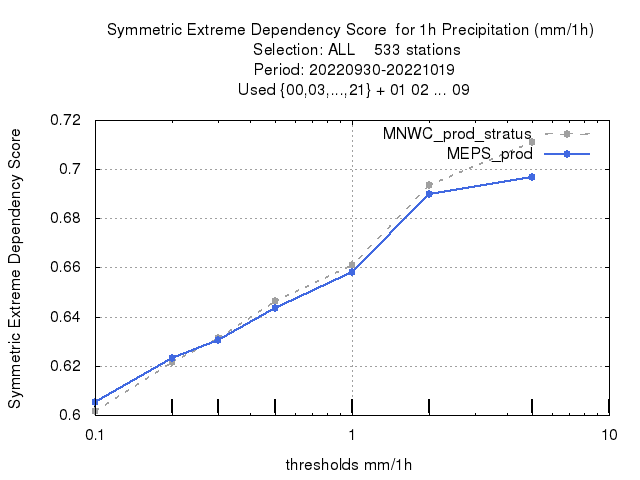 Symmetric Extreme Dependency Score  for 1h Precipitation (mm/1h)
Selection: ALL    533 stations
Period: 20220930-20221019
Used {00,03,...,21} + 01 02 ... 09
0.72
MNWC_prod_stratus
MEPS_prod
0.7
0.68
0.66
0.64
0.62
0.6
Symmetric Extreme Dependency Score
0.1 1 10
thresholds mm/1h